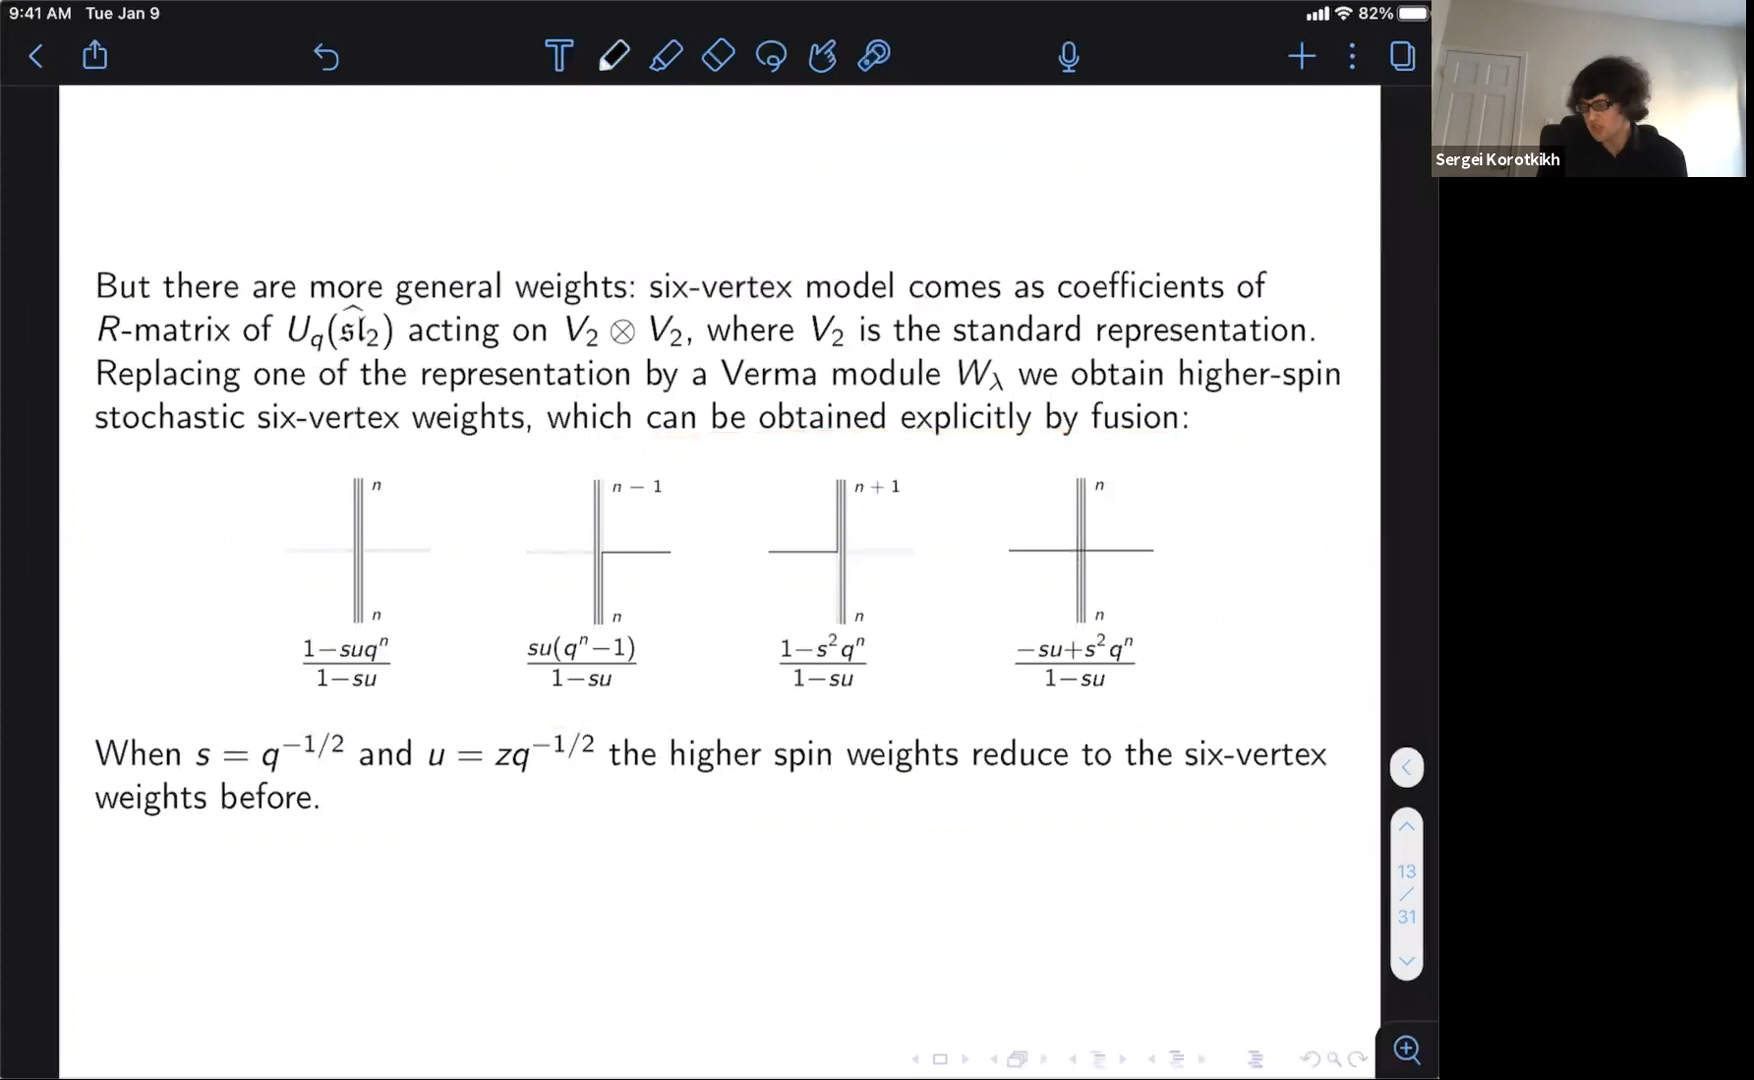 9:41 AM Tue Jan 9
82%
Sergei Korotkikh
But there are more general weights: six-vertex model comes as coefficients of
R-matrix of U_q(\widehat{𝔰𝔩}_2) acting on V_2 ⊗ V_2, where V_2 is the standard representation.
Replacing one of the representation by a Verma module W_λ we obtain higher-spin
stochastic six-vertex weights, which can be obtained explicitly by fusion:
n n − 1 n + 1 n
n n n n
\frac{1−suq^n}{1−su} \frac{su(q^n−1)}{1−su} \frac{1−s^2q^n}{1−su} \frac{−su+s^2q^n}{1−su}
When s = q^{−1/2} and u = zq^{−1/2} the higher spin weights reduce to the six-vertex
weights before.
13
/
31